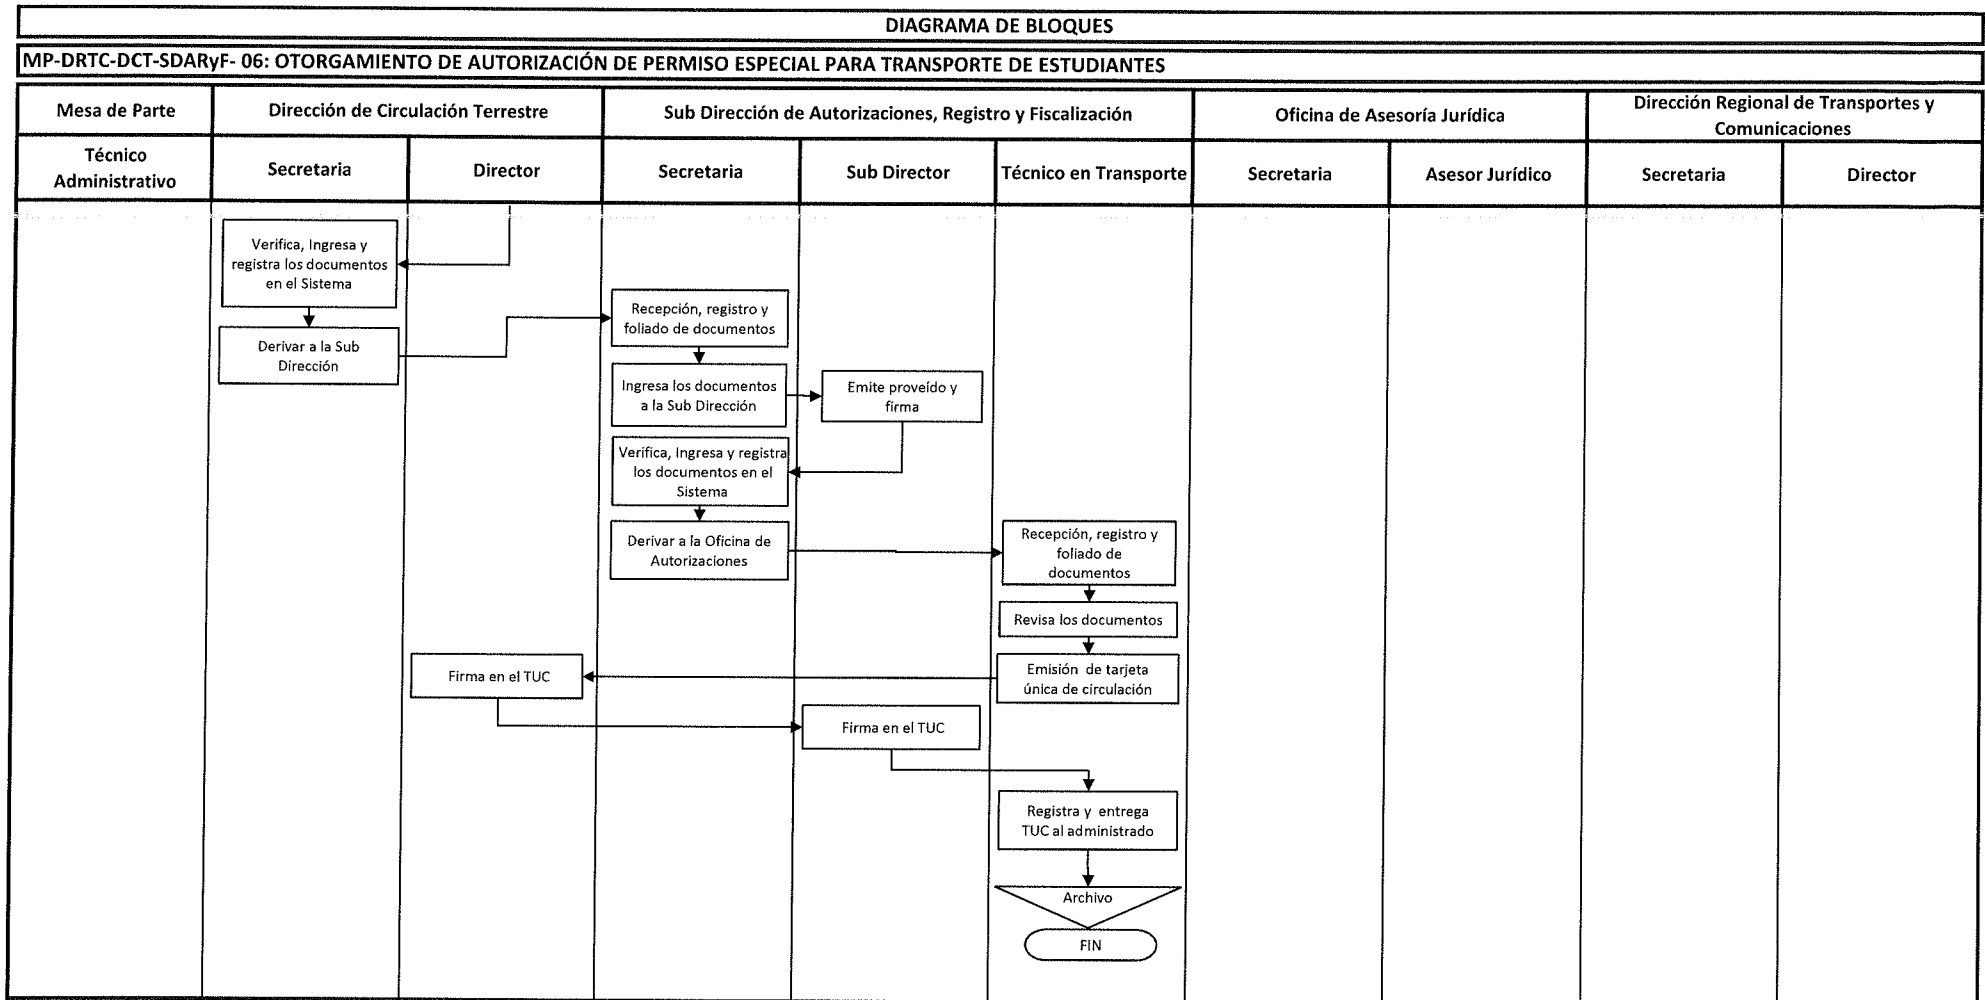 DIAGRAMA DE BLOQUES
MP-DRTC-DCT-SDARyF- 06: OTORGAMIENTO DE AUTORIZACIÓN DE PERMISO ESPECIAL PARA TRANSPORTE DE ESTUDIANTES
Mesa de Parte
Dirección de Circulación Terrestre
Sub Dirección de Autorizaciones, Registro y Fiscalización
Oficina de Asesoría Jurídica
Dirección Regional de Transportes y
Comunicaciones
Técnico
Administrativo
Secretaria
Director
Secretaria
Sub Director
Técnico en Transporte
Secretaria
Asesor Jurídico
Secretaria
Director
Verifica, Ingresa y
registra los documentos
en el Sistema
Derivar a la Sub
Dirección
Recepción, registro y
foliado de documentos
Ingresa los documentos
a la Sub Dirección
Emite proveído y
firma
Verifica, Ingresa y registra
los documentos en el
Sistema
Derivar a la Oficina de
Autorizaciones
Recepción, registro y
foliado de
documentos
Revisa los documentos
Emisión de tarjeta
única de circulación
Firma en el TUC
Firma en el TUC
Registra y entrega
TUC al administrado
Archivo
FIN